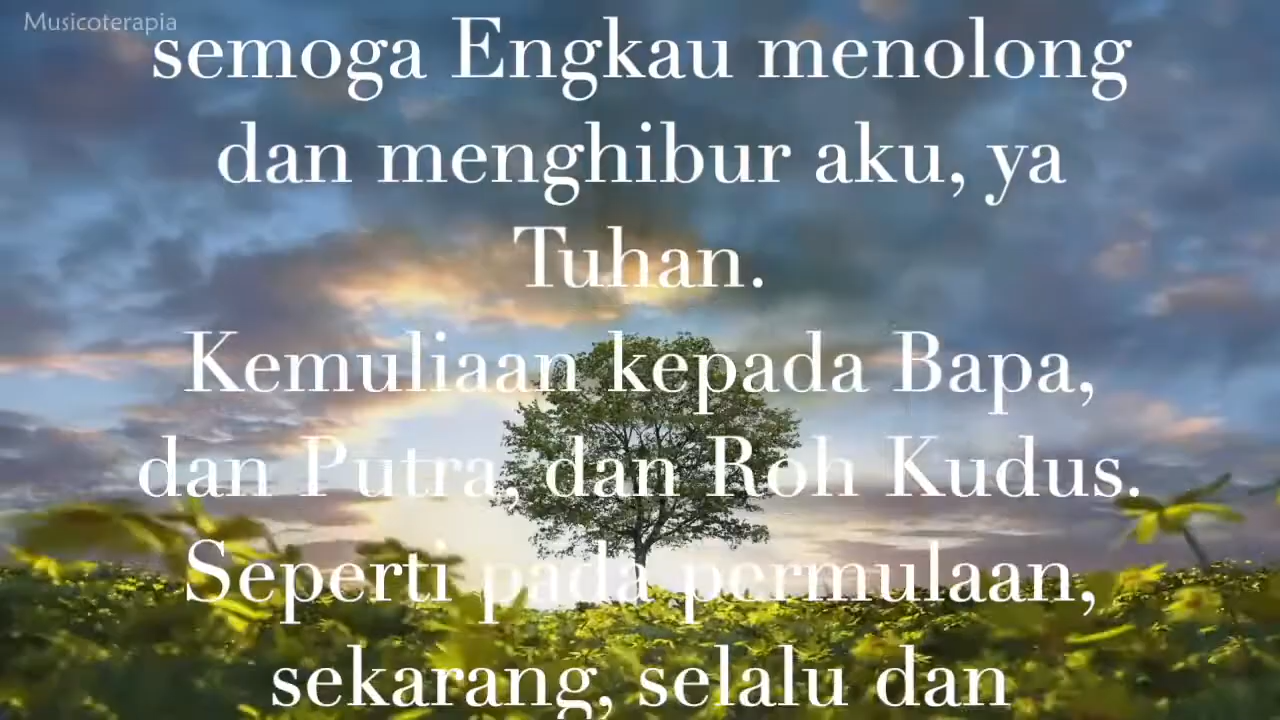 Musicoterapia
semoga Engkau menolong
dan menghibur aku, ya
Tuhan.
Kemuliaan kepada Bapa,
dan Putra, dan Roh Kudus.
Seperti pada permulaan,
sekarang, selalu dan